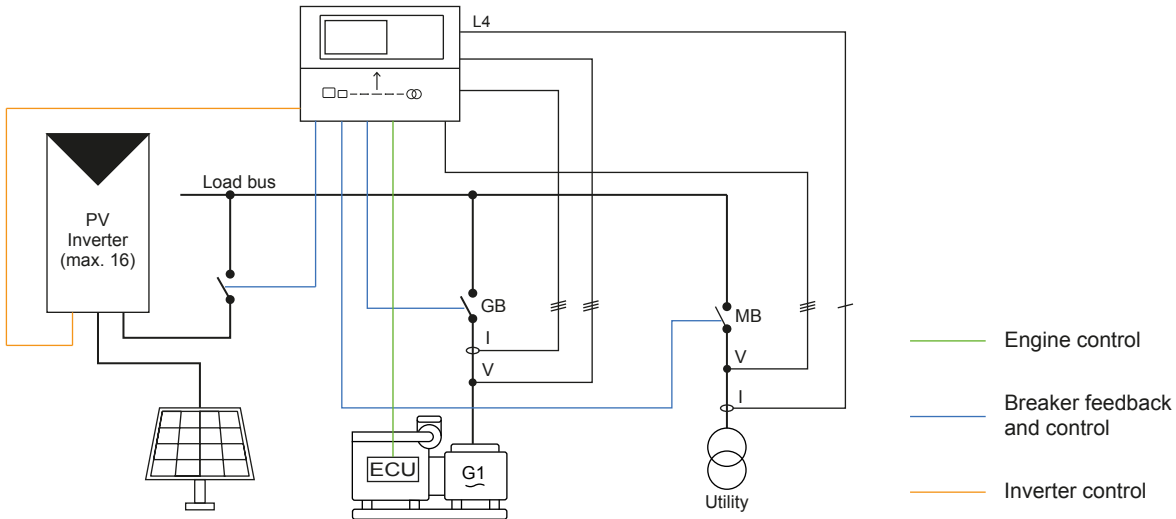 L4
Load bus
PV
Inverter
(max. 16)
GB
MB
I
V
V
I
ECU
G1
Utility
Engine control
Breaker feedback
and control
Inverter control